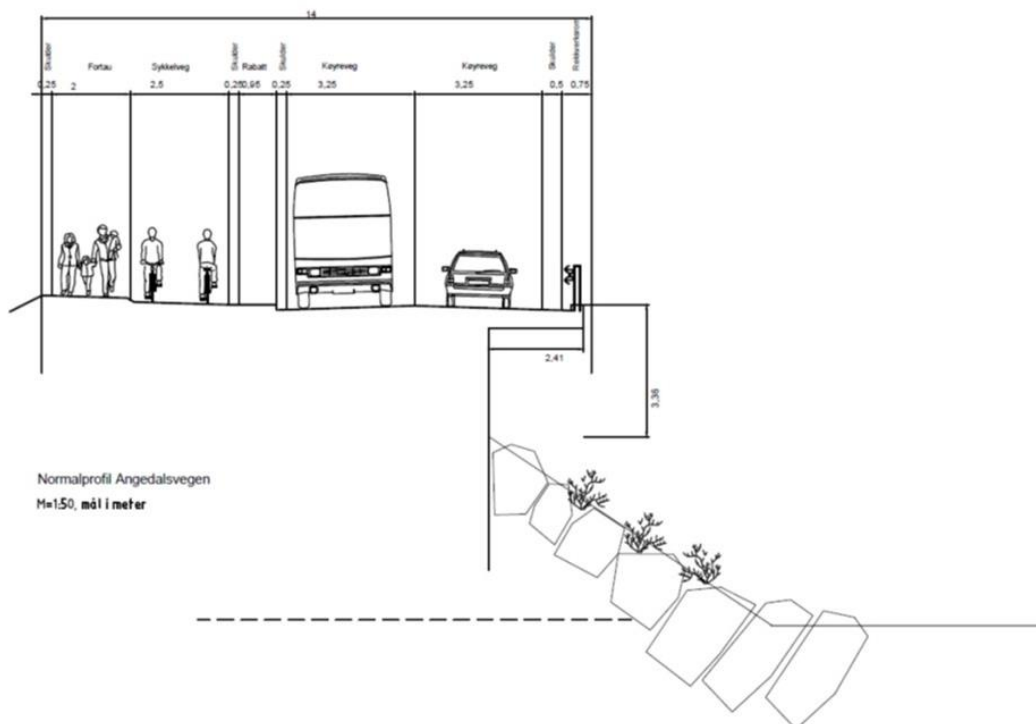 14
Skulder
Fortau
Sykkelveg
Skulder
Rabatt
Skulder
Køyreveg
Køyreveg
Skulder
Rekkverksrom
0,25
2
2,5
0,25
0,95
0,25
3,25
3,25
0,5
0,75
2,41
3,36
Normalprofil Angedalsvegen
M=1:50, mål i meter